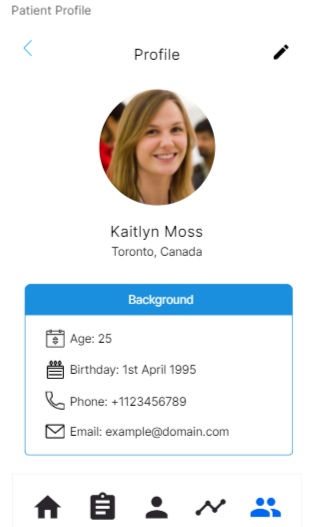 Patient Profile
Profile
Kaitlyn Moss
Toronto, Canada
Background
Age: 25
Birthday: 1st April 1995
Phone: +1123456789
Email: example@domain.com